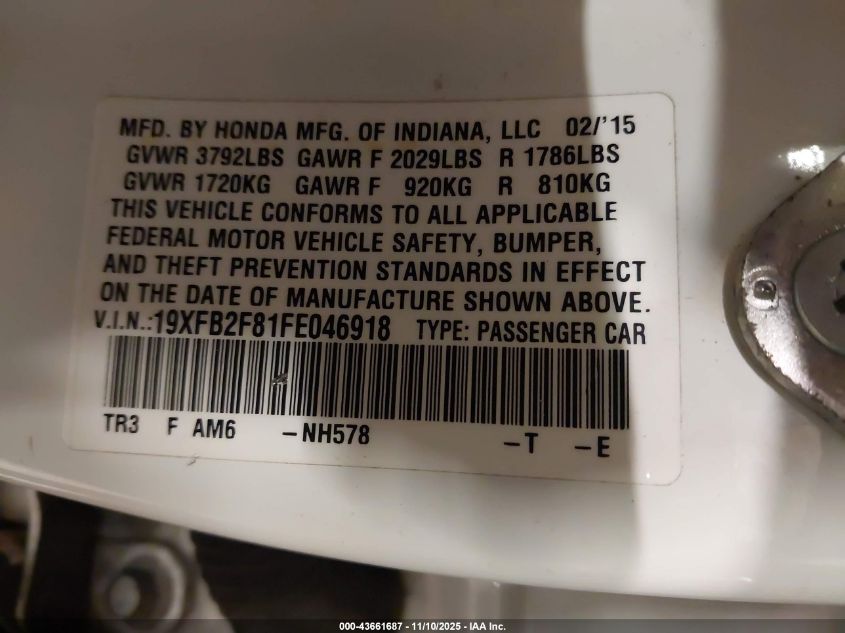 MFD. BY HONDA MFG. OF INDIANA, LLC 02/'15
GVWR 3792LBS GAWR F 2029LBS R 1786LBS
GVWR 1720KG GAWR F 920KG R 810KG
THIS VEHICLE CONFORMS TO ALL APPLICABLE
FEDERAL MOTOR VEHICLE SAFETY, BUMPER,
AND THEFT PREVENTION STANDARDS IN EFFECT
ON THE DATE OF MANUFACTURE SHOWN ABOVE.
V.I.N.:19XFB2F81FE046918 TYPE: PASSENGER CAR
TR3 F AM6 -NH578 -T -E
000-43661687 - 11/10/2025 - IAA Inc.